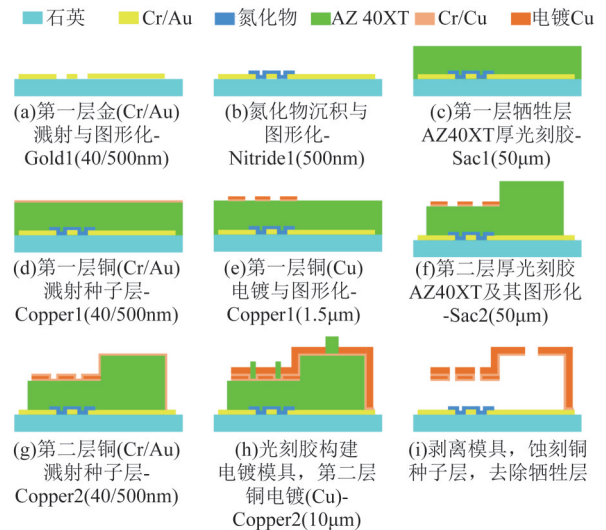 石英 Cr/Au 氮化物 AZ 40XT Cr/Cu 电镀Cu
(a)第一层金(Cr/Au)
溅射与图形化-
Gold1(40/500nm)
(b)氮化物沉积与
图形化-
Nitride1(500nm)
(c)第一层牺牲层
AZ40XT厚光刻胶-
Sac1(50μm)
(d)第一层铜(Cr/Au)
溅射种子层-
Copper1(40/500nm)
(e)第一层铜(Cu)
电镀与图形化-
Copper1(1.5μm)
(f)第二层厚光刻胶
AZ40XT及其图形化
-Sac2(50μm)
(g)第二层铜(Cr/Au)
溅射种子层-
Copper2(40/500nm)
(h)光刻胶构建
电镀模具，第二层
铜电镀(Cu)-
Copper2(10μm)
(i)剥离模具，蚀刻铜
种子层，去除牺牲层